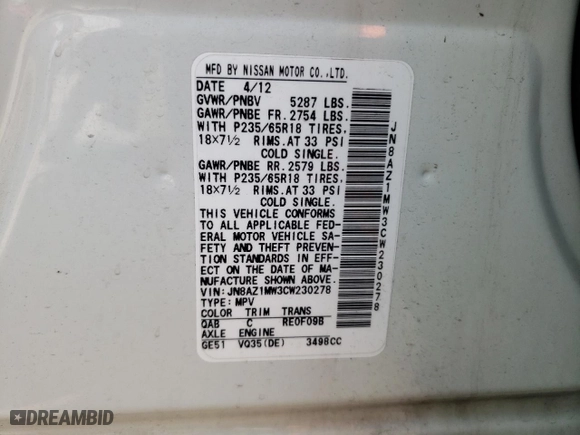 MFD BY NISSAN MOTOR CO.,LTD.
DATE 4/12
GVWR/PNBV 5287 LBS.
GAWR/PNBE FR. 2754 LBS.
WITH P235/65R18 TIRES.
18×7½ RIMS. AT 33 PSI
COLD SINGLE.
GAWR/PNBE RR. 2579 LBS.
WITH P235/65R18 TIRES.
18×7½ RIMS. AT 33 PSI
COLD SINGLE.
THIS VEHICLE CONFORMS
TO ALL APPLICABLE FED-
ERAL MOTOR VEHICLE SA-
FETY AND THEFT PREVEN-
TION STANDARDS IN EFF-
ECT ON THE DATE OF MA-
NUFACTURE SHOWN ABOVE.
VIN: JN8AZ1MW3CW230278
TYPE: MPV
COLOR TRIM TRANS
QAB C RE0F09B
AXLE ENGINE
GE51 VQ35(DE) 3498CC
JN8AZ1MW3CW230278
DREAMBID